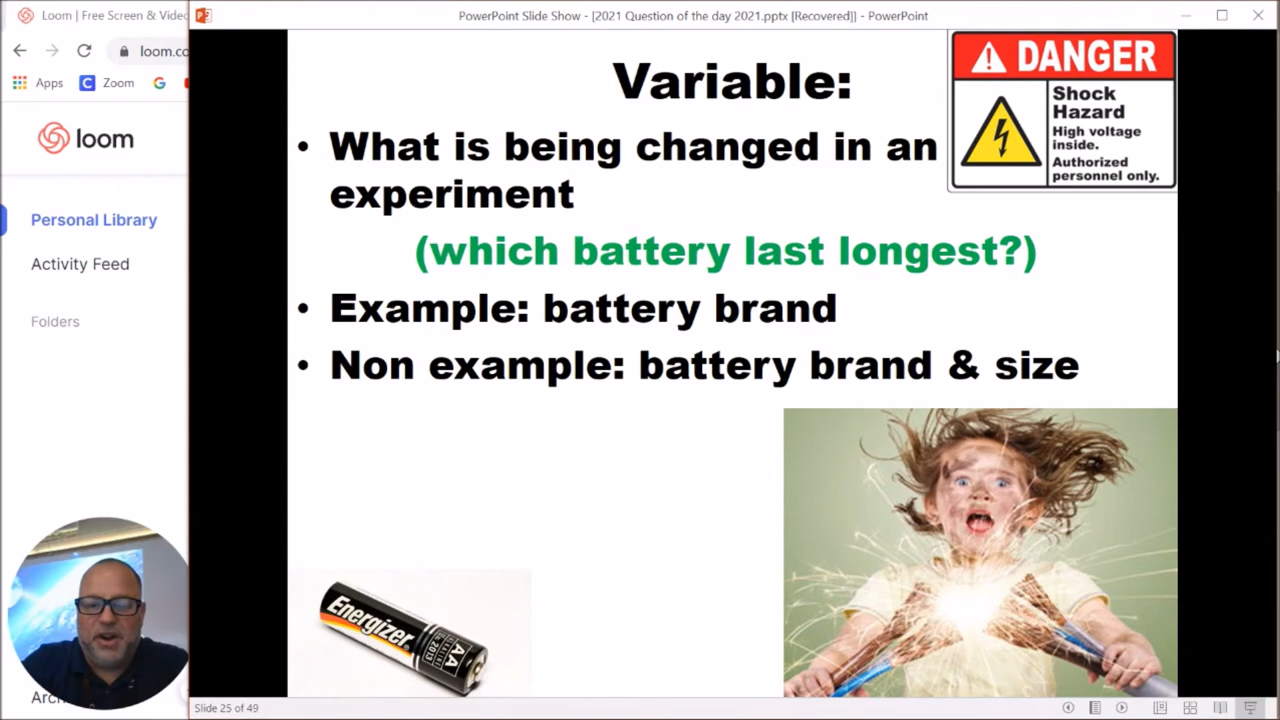 Loom | Free Screen & Video
PowerPoint Slide Show - [2021 Question of the day 2021.pptx [Recovered]] - PowerPoint
loom.co
Apps
Zoom
loom
Personal Library
Activity Feed
Folders
Variable:
• What is being changed in an
experiment
(which battery last longest?)
• Example: battery brand
• Non example: battery brand & size
DANGER
Shock
Hazard
High voltage
inside.
Authorized
personnel only.
Energizer
AA
2013
Slide 25 of 49